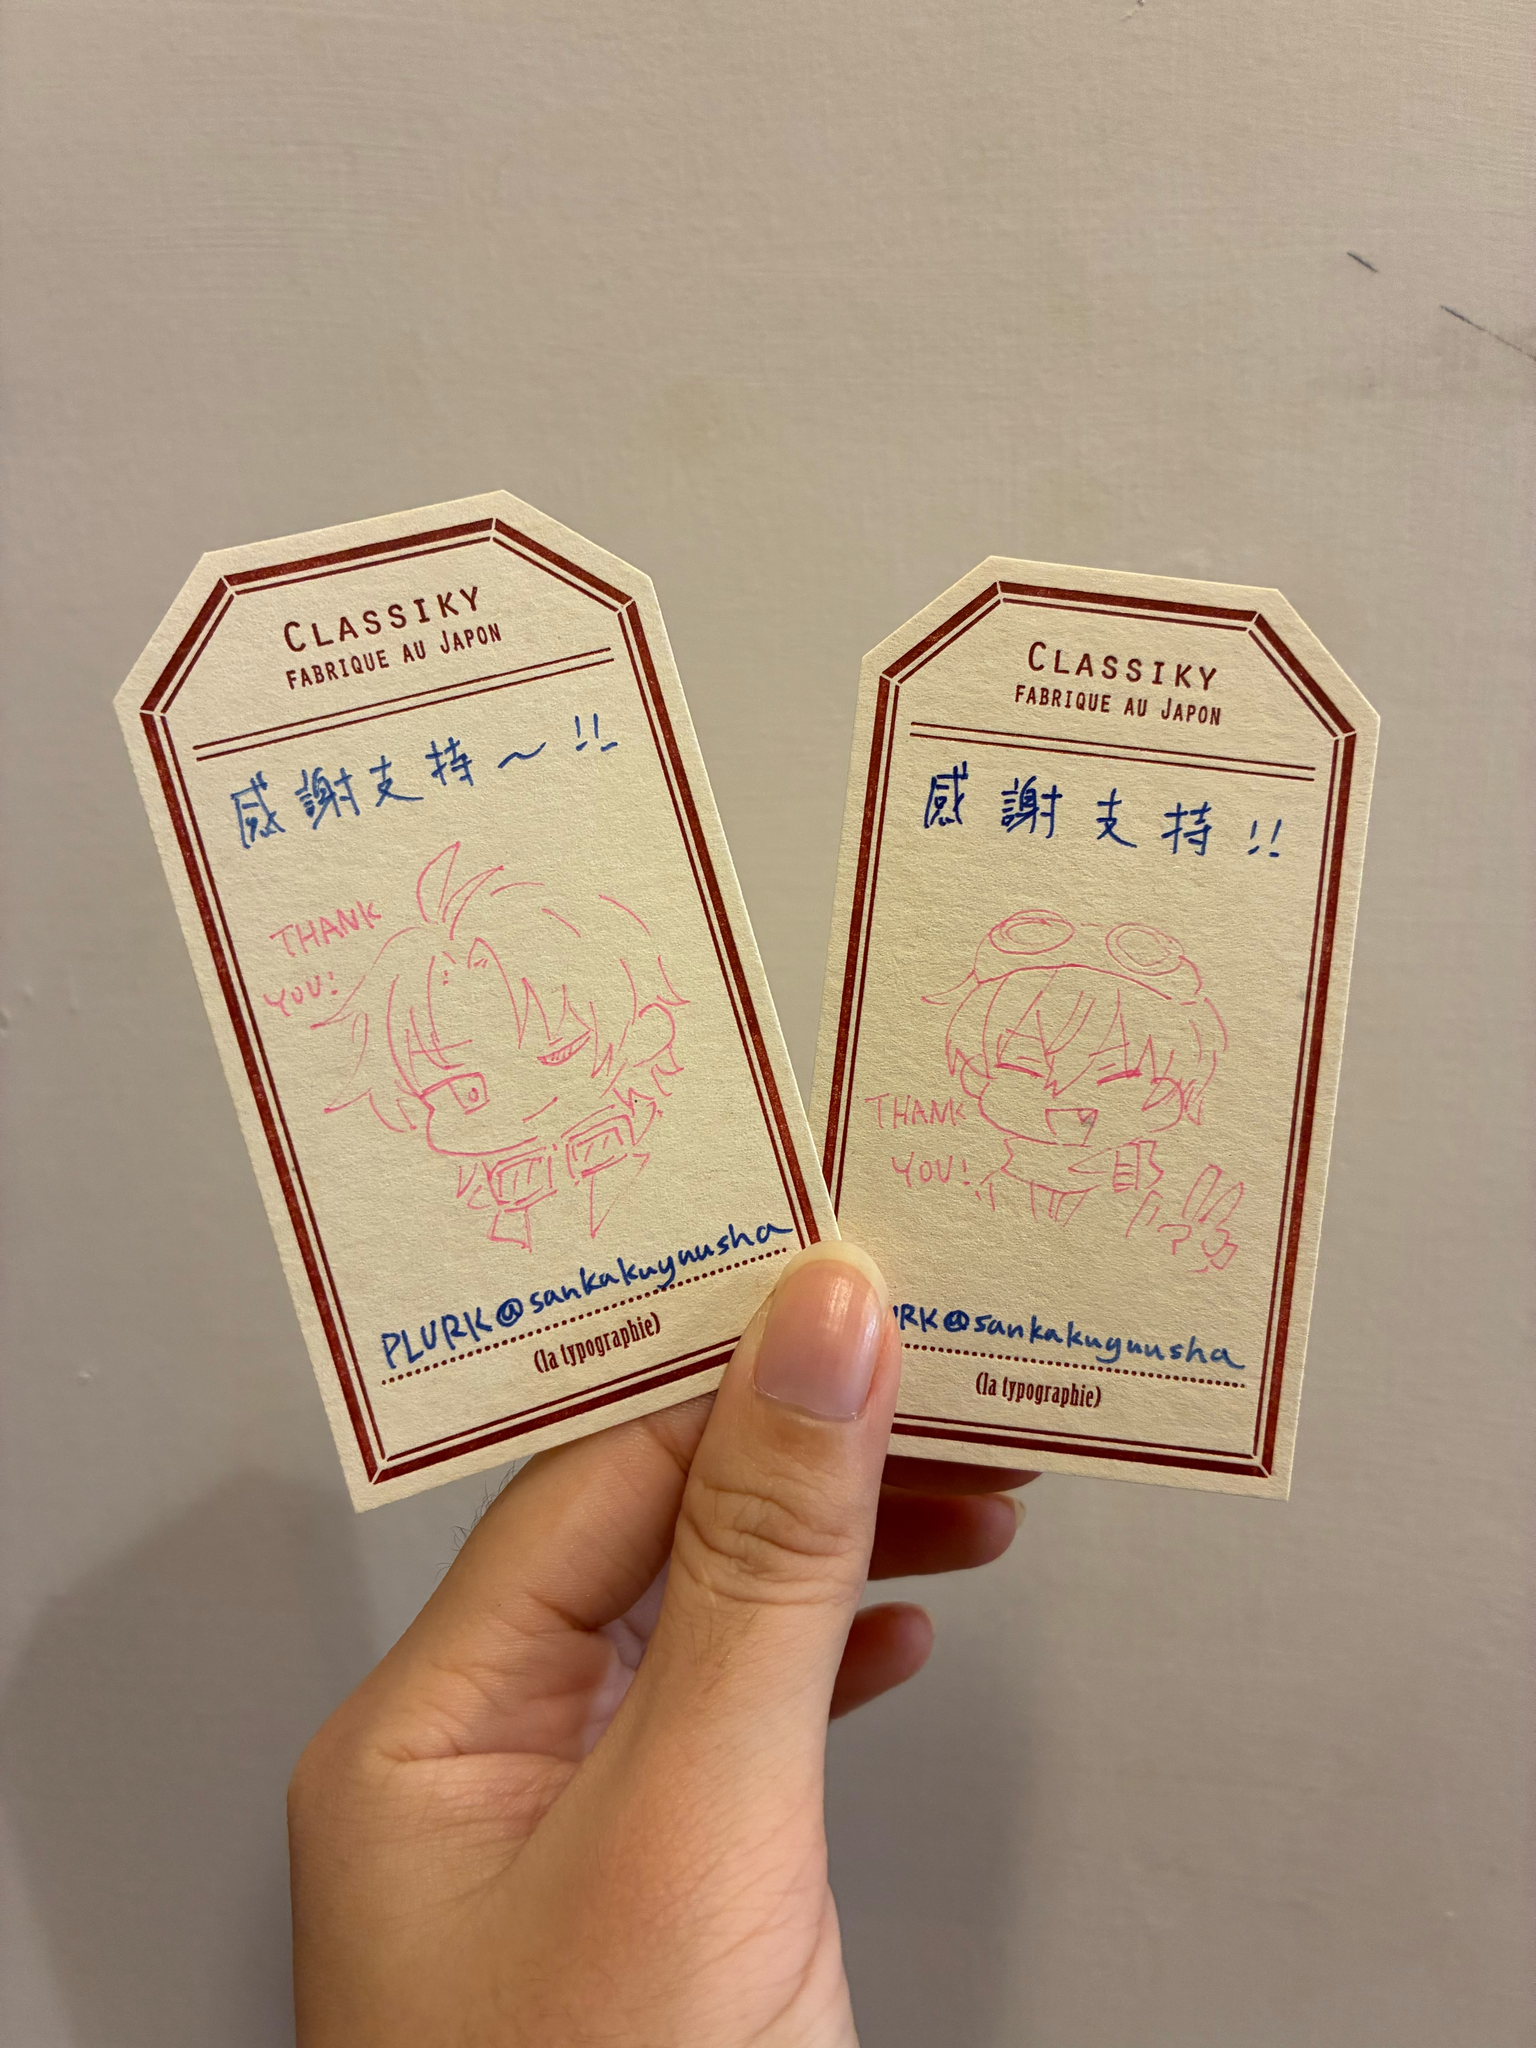 CLASSIKY
FABRIQUE AU JAPON
感謝支持～!!
THANK
YOU!
PLURK@sankakuyuusha
(la typographie)
CLASSIKY
FABRIQUE AU JAPON
感謝支持!!
THANK
YOU!
URK@sankakuyuusha
(la typographie)